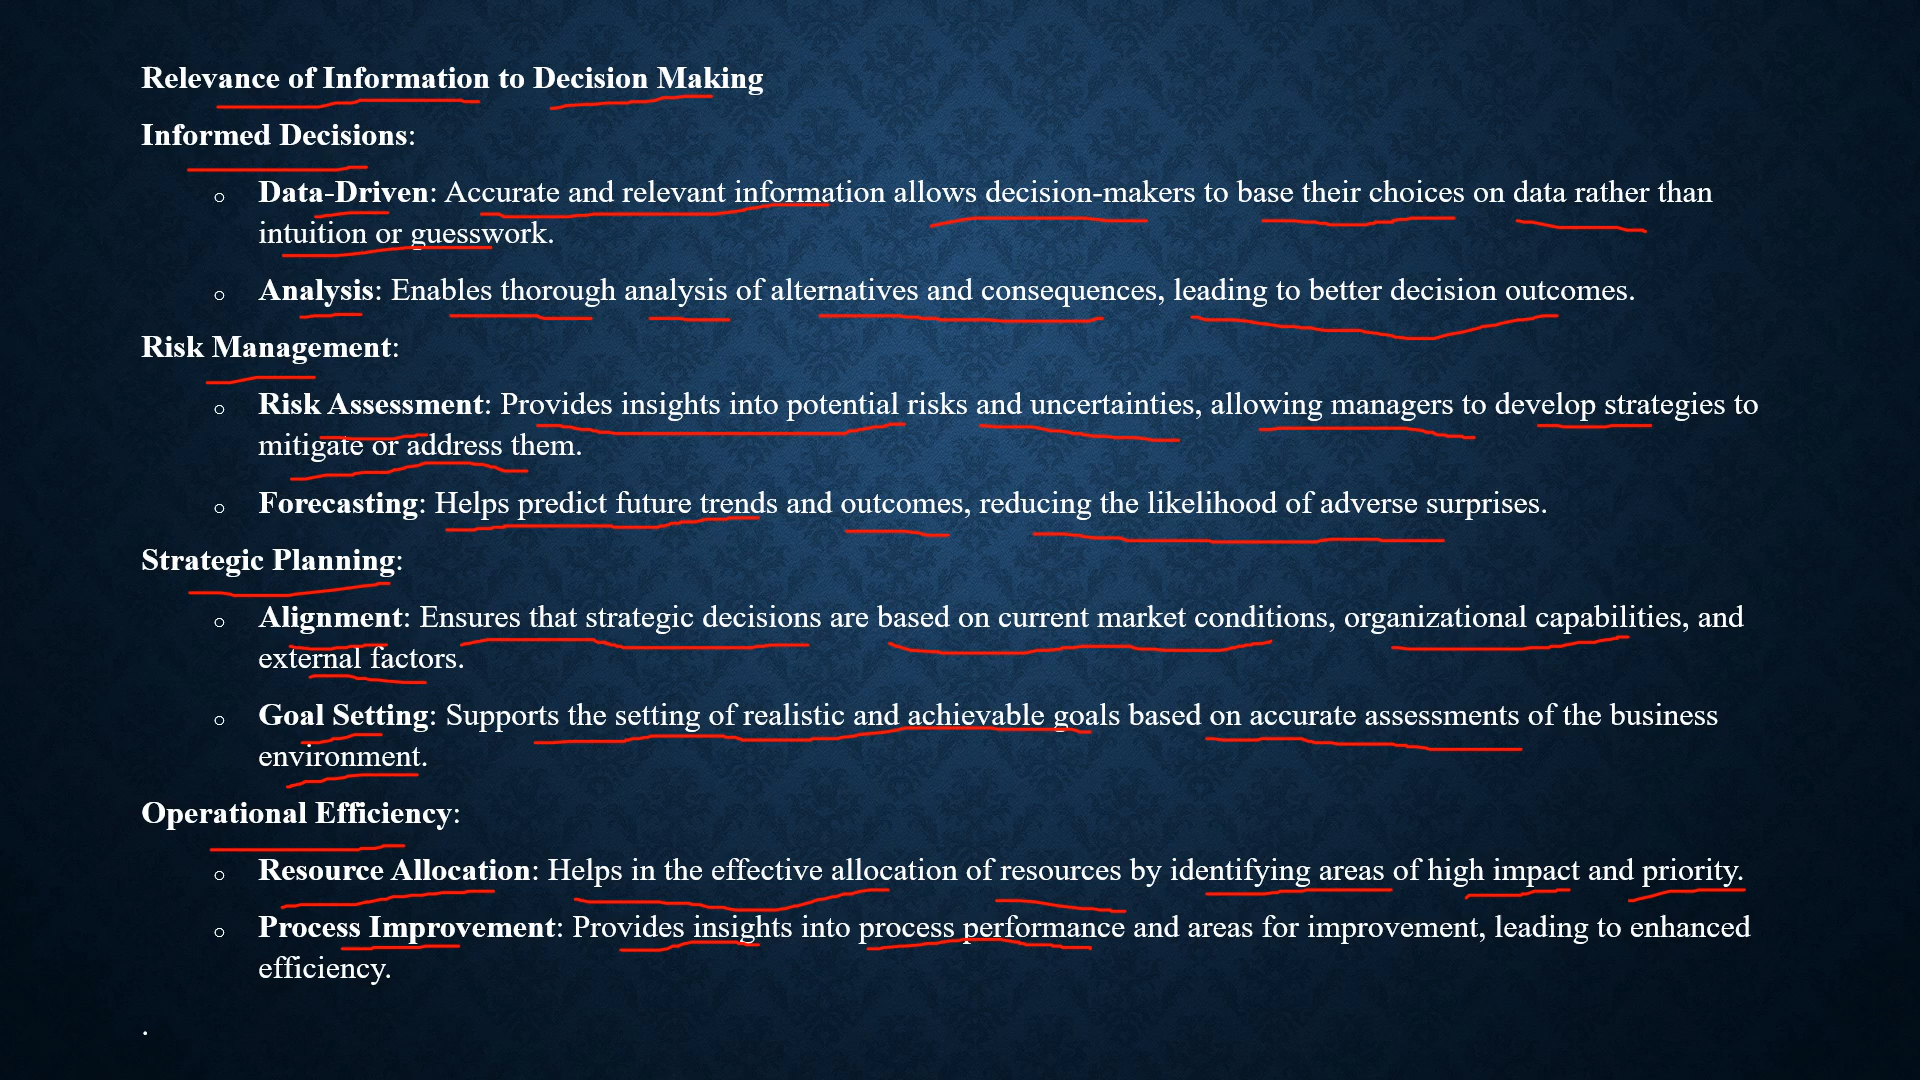 Relevance of Information to Decision Making
Informed Decisions:
○ Data-Driven: Accurate and relevant information allows decision-makers to base their choices on data rather than
intuition or guesswork.
○ Analysis: Enables thorough analysis of alternatives and consequences, leading to better decision outcomes.
Risk Management:
○ Risk Assessment: Provides insights into potential risks and uncertainties, allowing managers to develop strategies to
mitigate or address them.
○ Forecasting: Helps predict future trends and outcomes, reducing the likelihood of adverse surprises.
Strategic Planning:
○ Alignment: Ensures that strategic decisions are based on current market conditions, organizational capabilities, and
external factors.
○ Goal Setting: Supports the setting of realistic and achievable goals based on accurate assessments of the business
environment.
Operational Efficiency:
○ Resource Allocation: Helps in the effective allocation of resources by identifying areas of high impact and priority.
○ Process Improvement: Provides insights into process performance and areas for improvement, leading to enhanced
efficiency.
.